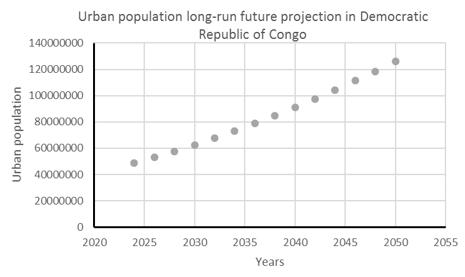 Urban population long-run future projection in Democratic
Republic of Congo
140000000
120000000
100000000
80000000
60000000
40000000
20000000
0
Urban population
2020 2025 2030 2035 2040 2045 2050 2055
Years